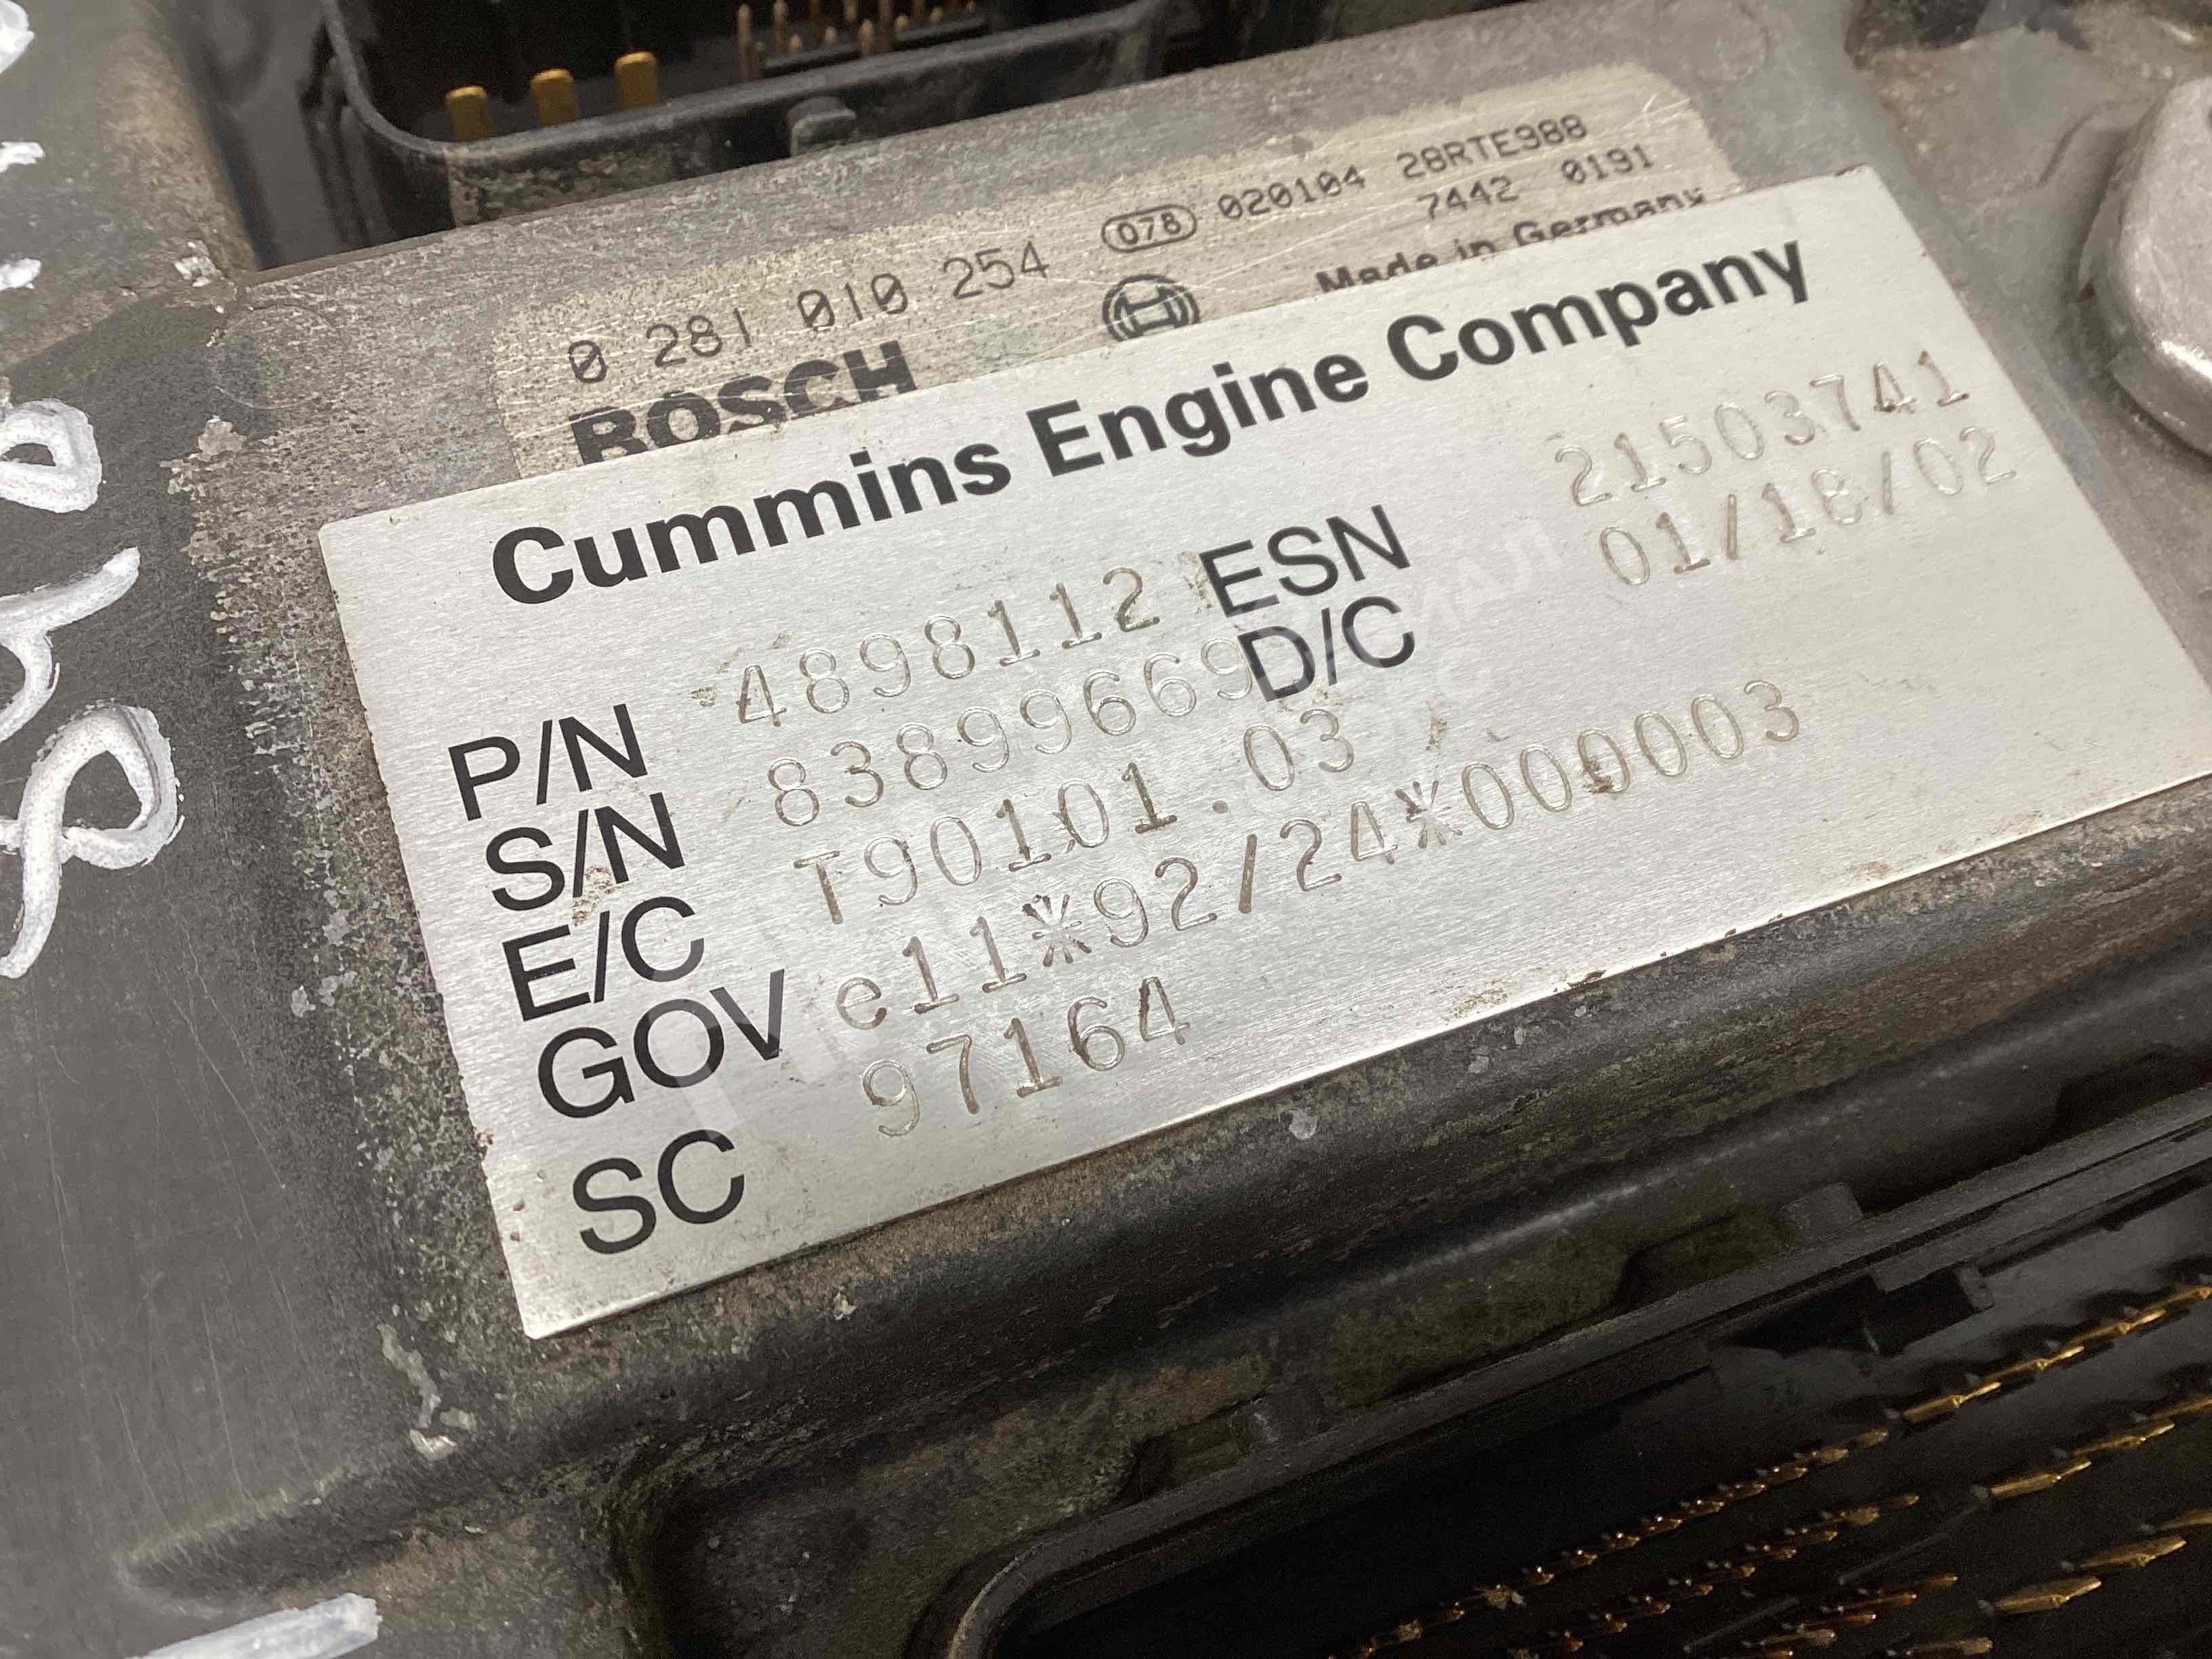 0 281 010 254 078 020104 28RTE988
7442 0191
BOSCH Made in Germany
Cummins Engine Company
P/N 4898112 ESN 21503741
S/N 83899669 D/C 01/18/02
E/C T90101.03
GOV e11*92/24*000003
SC 97164